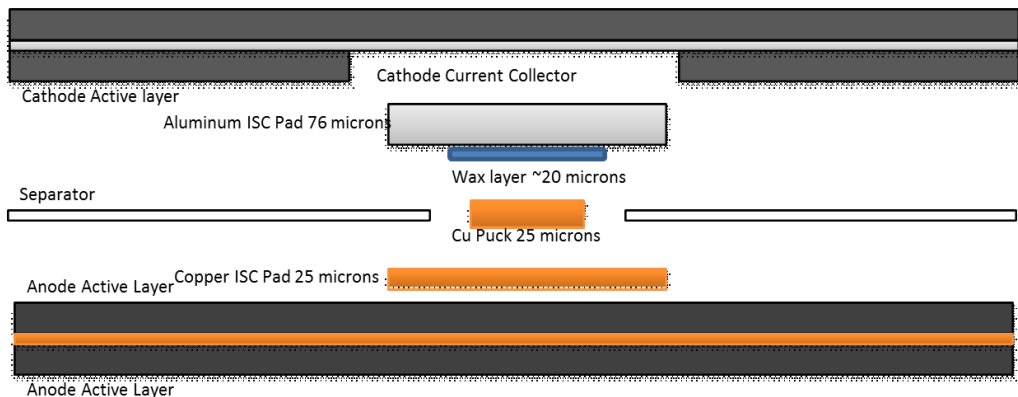 Cathode Current Collector
Cathode Active layer
Aluminum ISC Pad 76 microns
Wax layer ~20 microns
Separator
Cu Puck 25 microns
Copper ISC Pad 25 microns
Anode Active Layer
Anode Active Layer